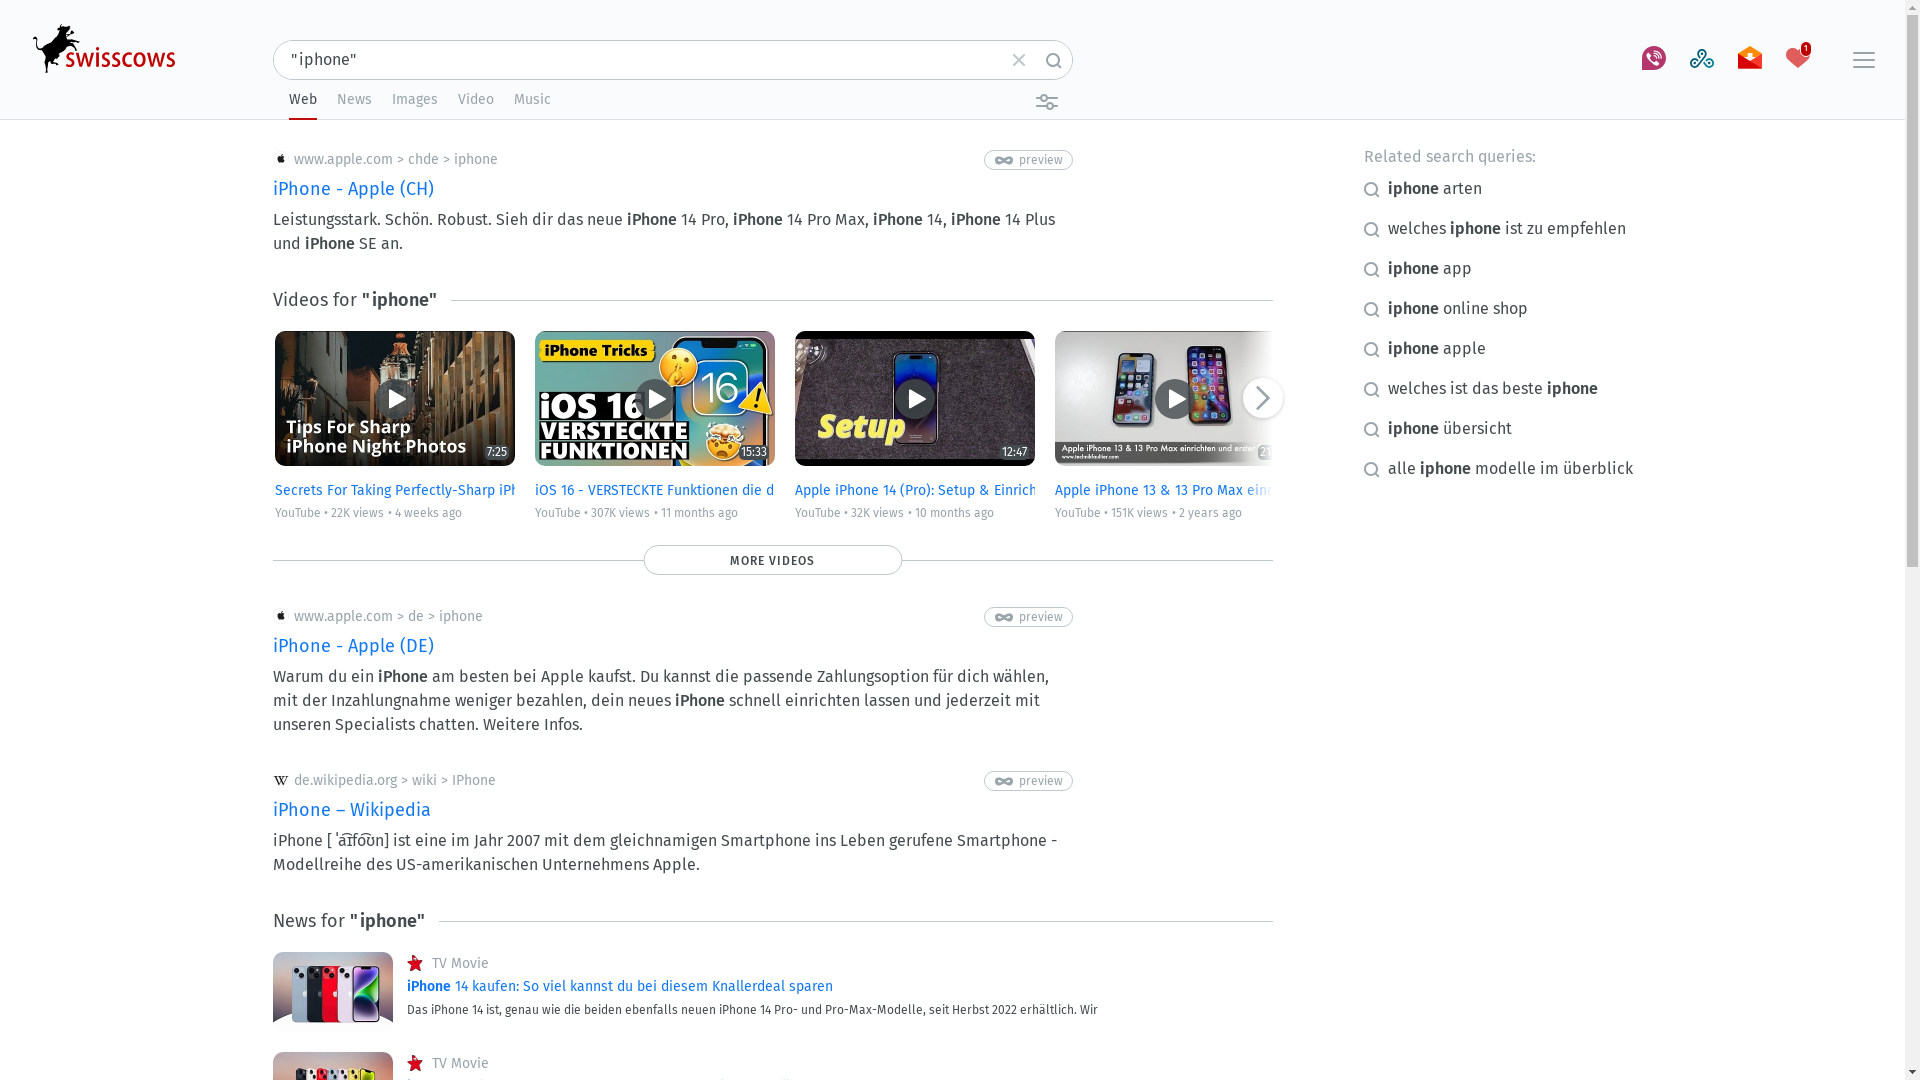 swisscows
"iphone"
1
Web
News
Images
Video
Music
www.apple.com > chde > iphone
preview
iPhone - Apple (CH)
Leistungsstark. Schön. Robust. Sieh dir das neue iPhone 14 Pro, iPhone 14 Pro Max, iPhone 14, iPhone 14 Plus
und iPhone SE an.
Videos for "iphone"
Tips For Sharp
iPhone Night Photos
7:25
Secrets For Taking Perfectly-Sharp
YouTube • 22K views • 4 weeks ago
iPhone Tricks
16
iOS 16
VERSTECKTE
FUNKTIONEN
15:33
iOS 16 - VERSTECKTE Funktionen die
YouTube • 307K views • 11 months ago
Setup
12:47
Apple iPhone 14 (Pro): Setup &
YouTube • 32K views • 10 months ago
Apple iPhone 13 & 13 Pro Max einrichten und
www.technikfaultier.com
Apple iPhone 13 & 13 Pro Max
YouTube • 151K views • 2 years ago
MORE VIDEOS
www.apple.com > de > iphone
preview
iPhone - Apple (DE)
Warum du ein iPhone am besten bei Apple kaufst. Du kannst die passende Zahlungsoption für dich wählen,
mit der Inzahlungnahme weniger bezahlen, dein neues iPhone schnell einrichten lassen und jederzeit mit
unseren Specialists chatten. Weitere Infos.
de.wikipedia.org > wiki > IPhone
preview
iPhone – Wikipedia
iPhone [ ˈa͡ɪfo͡ʊn] ist eine im Jahr 2007 mit dem gleichnamigen Smartphone ins Leben gerufene Smartphone -
Modellreihe des US-amerikanischen Unternehmens Apple.
News for "iphone"
TV Movie
iPhone 14 kaufen: So viel kannst du bei diesem Knallerdeal sparen
Das iPhone 14 ist, genau wie die beiden ebenfalls neuen iPhone 14 Pro- und Pro-Max-Modelle, seit Herbst 2022 erhältlich. Wir
TV Movie
Related search queries:
iphone arten
welches iphone ist zu empfehlen
iphone app
iphone online shop
iphone apple
welches ist das beste iphone
iphone übersicht
alle iphone modelle im überblick